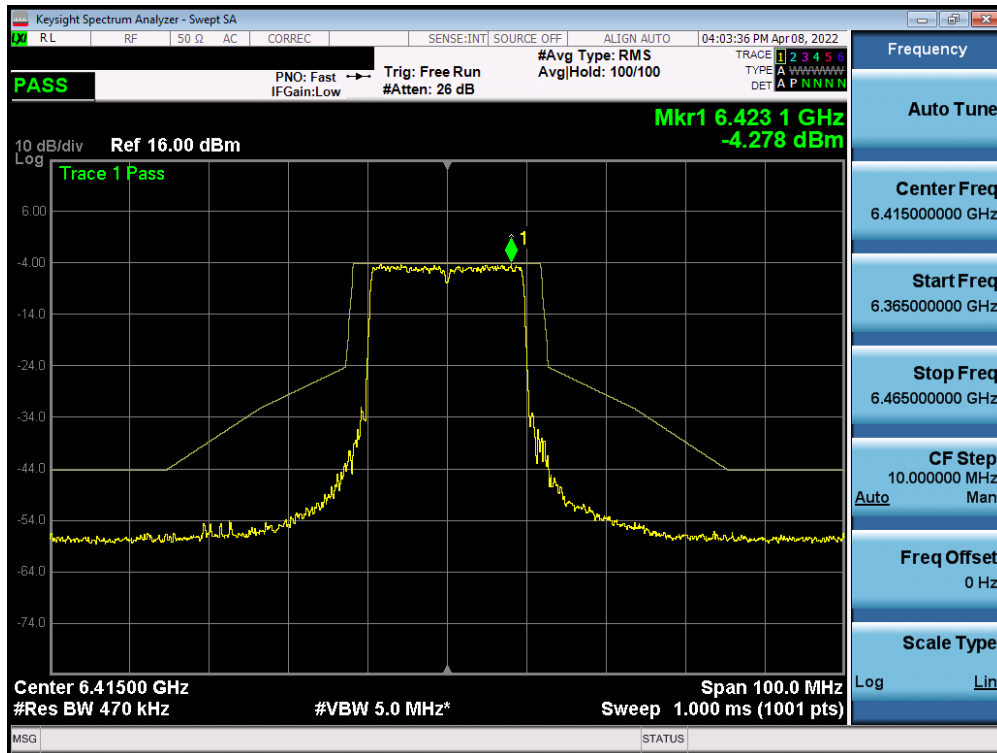 Keysight Spectrum Analyzer - Swept SA
LXI RL RF 50 Ω AC CORREC SENSE:INT SOURCE OFF ALIGN AUTO 04:03:36 PM Apr 08, 2022
PASS
PNO: Fast
IFGain:Low
Trig: Free Run
#Atten: 26 dB
#Avg Type: RMS
Avg|Hold: 100/100
TRACE 1 2 3 4 5 6
TYPE A WWWWW
DET A P N N N N
Mkr1 6.423 1 GHz
-4.278 dBm
10 dB/div Ref 16.00 dBm
Log
Trace 1 Pass
1
6.00
-4.00
-14.0
-24.0
-34.0
-44.0
-54.0
-64.0
-74.0
Center 6.41500 GHz
Span 100.0 MHz
#Res BW 470 kHz
#VBW 5.0 MHz*
Sweep 1.000 ms (1001 pts)
MSG
STATUS
Frequency
Auto Tune
Center Freq
6.415000000 GHz
Start Freq
6.365000000 GHz
Stop Freq
6.465000000 GHz
CF Step
10.000000 MHz
Auto Man
Freq Offset
0 Hz
Scale Type
Log Lin